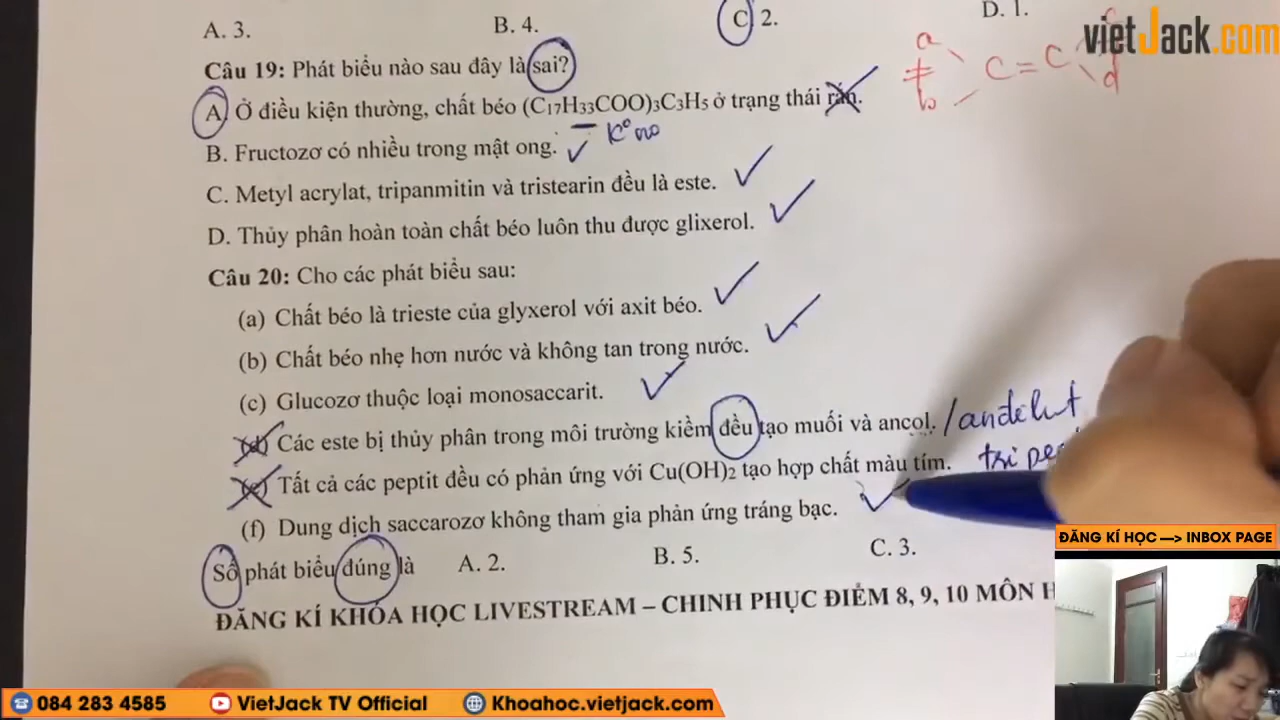 A. 3. B. 4. C. 2. D. 1.
vietJack.com
a c
C = C
b d
Câu 19: Phát biểu nào sau đây là sai?
A. Ở điều kiện thường, chất béo (C17H33COO)3C3H5 ở trạng thái rắn.
K° no
B. Fructozơ có nhiều trong mật ong.
C. Metyl acrylat, tripanmitin và tristearin đều là este.
D. Thủy phân hoàn toàn chất béo luôn thu được glixerol.
Câu 20: Cho các phát biểu sau:
(a) Chất béo là trieste của glyxerol với axit béo.
(b) Chất béo nhẹ hơn nước và không tan trong nước.
(c) Glucozơ thuộc loại monosaccarit.
(d) Các este bị thủy phân trong môi trường kiềm đều tạo muối và ancol. /andehit
(e) Tất cả các peptit đều có phản ứng với Cu(OH)2 tạo hợp chất màu tím. tri
(f) Dung dịch saccarozơ không tham gia phản ứng tráng bạc.
Số phát biểu đúng là A. 2. B. 5. C. 3.
ĐĂNG KÍ KHÓA HỌC LIVESTREAM – CHINH PHỤC ĐIỂM 8, 9, 10 MÔN
ĐĂNG KÍ HỌC —> INBOX PAGE
084 283 4585 VietJack TV Official Khoahoc.vietjack.com